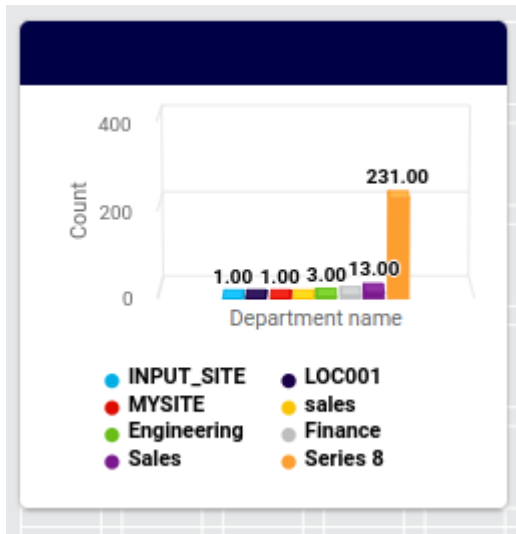 400
Count
200
231.00
1.00 1.00 3.00 13.00
0
Department name
INPUT_SITE LOC001
MYSITE sales
Engineering Finance
Sales Series 8